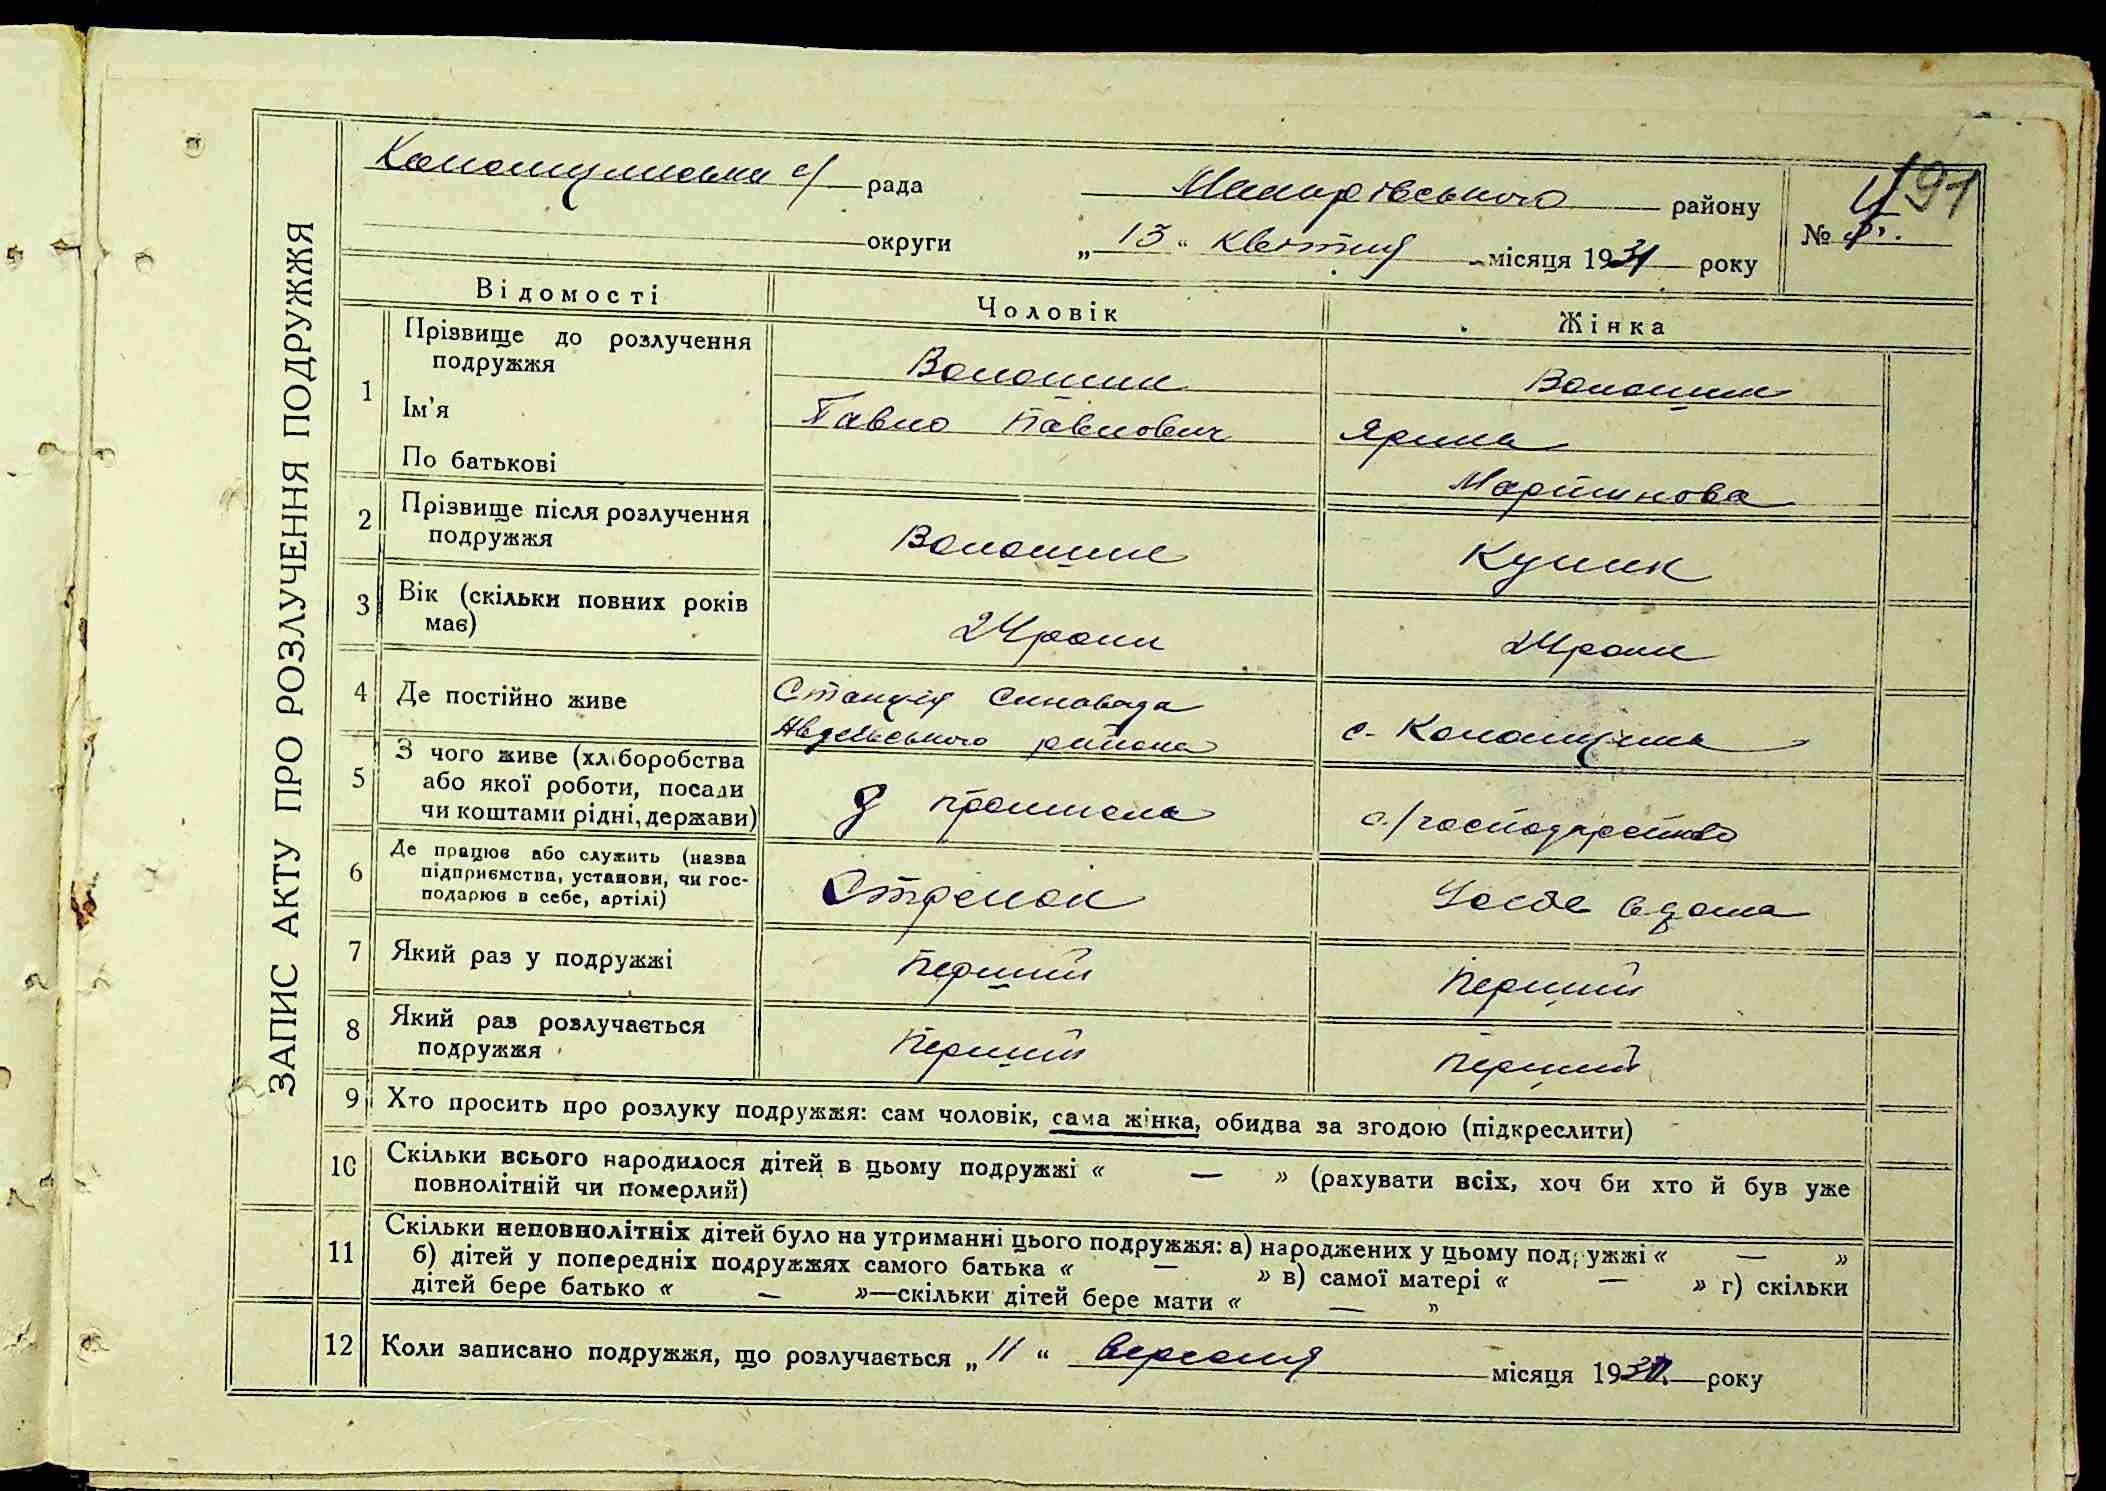 ЗАПИС АКТУ ПРО РОЗЛУЧЕННЯ ПОДРУЖЖЯ
с/ рада Макарівського району
округи „13“ квітня місяця 1931 року
№ 4
91
Відомості Чоловік Жінка
1 Прізвище до розлучення подружжя Волошин Волошин
Ім'я Павло Павлович Ярина
По батькові Мартинова
2 Прізвище після розлучення подружжя Волошин Кулик
3 Вік (скільки повних років має) 24 роки 24 роки
4 Де постійно живе Станція Авдеевського района с.
5 З чого живе (хліборобства або якої роботи, посади чи коштами рідні, держави) З с/господарство
6 Де працює або служить (назва підприємства, установи, чи господарює в себе, артілі) Стрелок У себе вдома
7 Який раз у подружжі Перший Перший
8 Який раз розлучається подружжя Перший Перший
9 Хто просить про розлуку подружжя: сам чоловік, сама жінка, обидва за згодою (підкреслити)
10 Скільки всього народилося дітей в цьому подружжі « — » (рахувати всіх, хоч би хто й був уже
повнолітній чи померлий)
11 Скільки неповнолітніх дітей було на утриманні цього подружжя: а) народжених у цьому подружжі « — »
б) дітей у попередніх подружжях самого батька « — » в) самої матері « — » г) скільки
дітей бере батько « — »—скільки дітей бере мати « — »
12 Коли записано подружжя, що розлучається „11“ вересня місяця 19 року